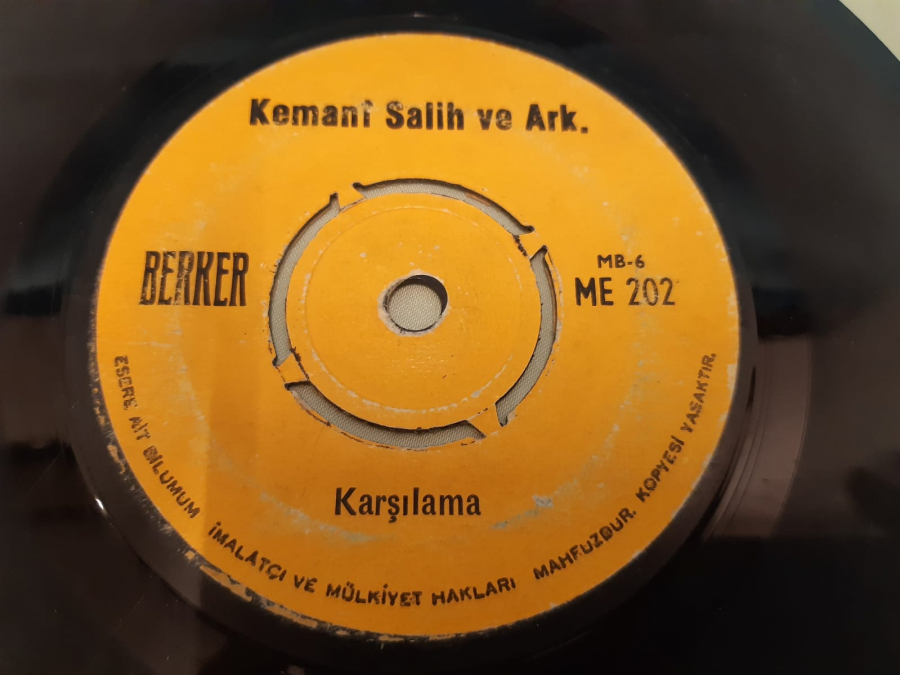 Kemanî Salih ve Ark.
BERKER
MB-6
ME 202
Karşılama
ESERE AİT BİLUMUM İMALATÇI VE MÜLKİYET HAKLARI MAHFUZDUR. KOPYESİ YASAKTIR.